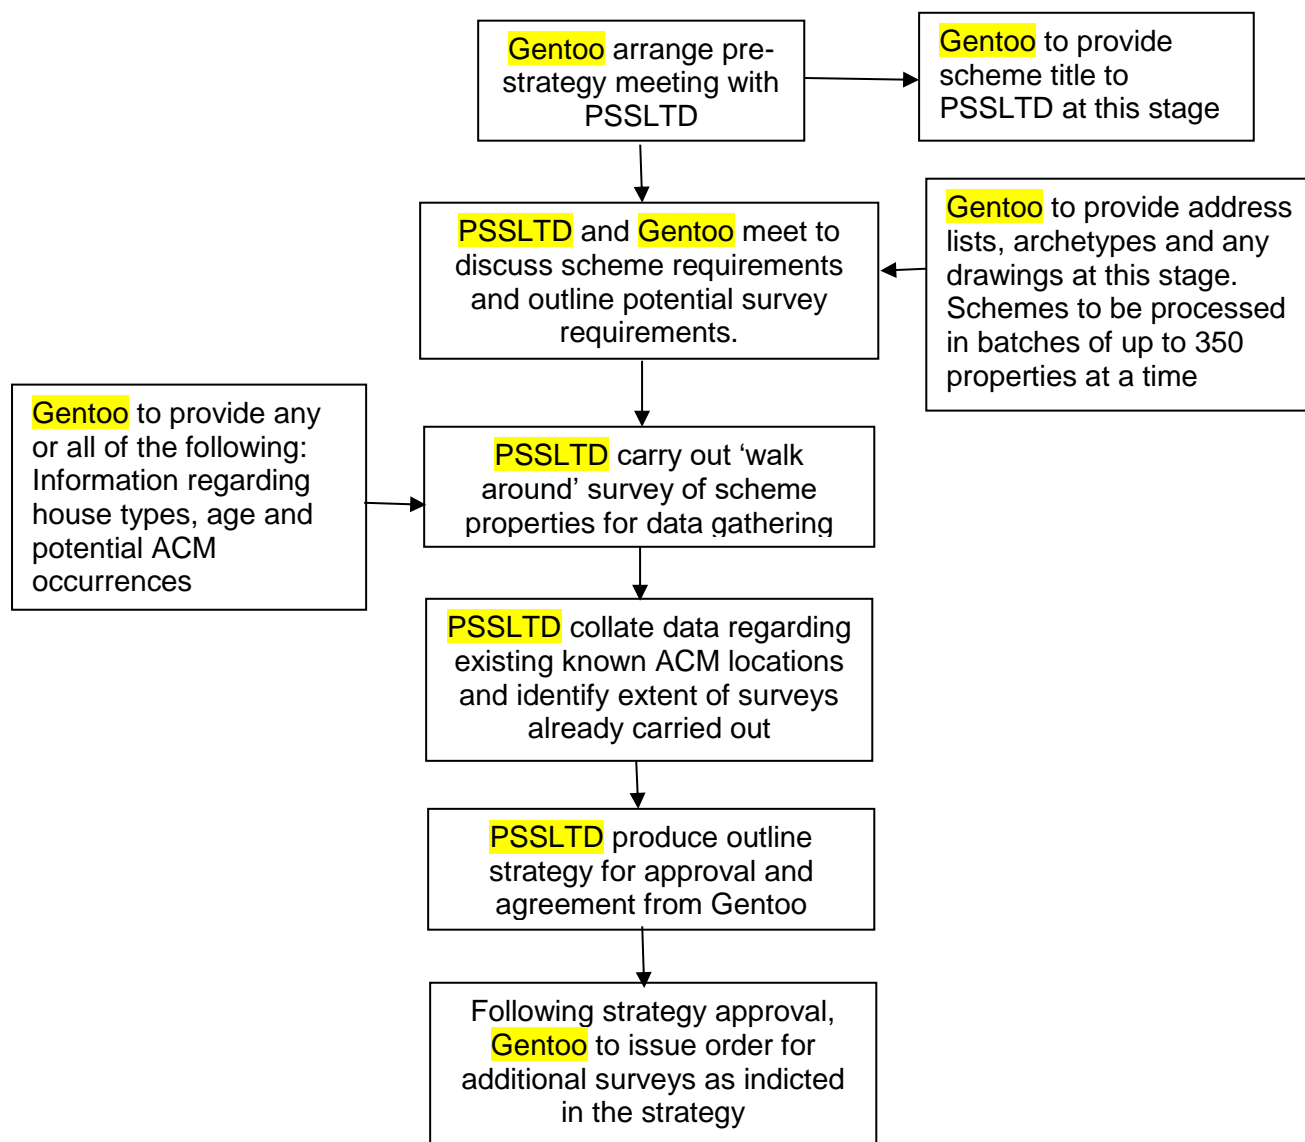 Gentoo arrange pre-
strategy meeting with
PSSLTD
Gentoo to provide
scheme title to
PSSLTD at this stage
PSSLTD and Gentoo meet to
discuss scheme requirements
and outline potential survey
requirements.
Gentoo to provide address
lists, archetypes and any
drawings at this stage.
Schemes to be processed
in batches of up to 350
properties at a time
Gentoo to provide any
or all of the following:
Information regarding
house types, age and
potential ACM
occurrences
PSSLTD carry out ‘walk
around’ survey of scheme
properties for data gathering
PSSLTD collate data regarding
existing known ACM locations
and identify extent of surveys
already carried out
PSSLTD produce outline
strategy for approval and
agreement from Gentoo
Following strategy approval,
Gentoo to issue order for
additional surveys as indicted
in the strategy